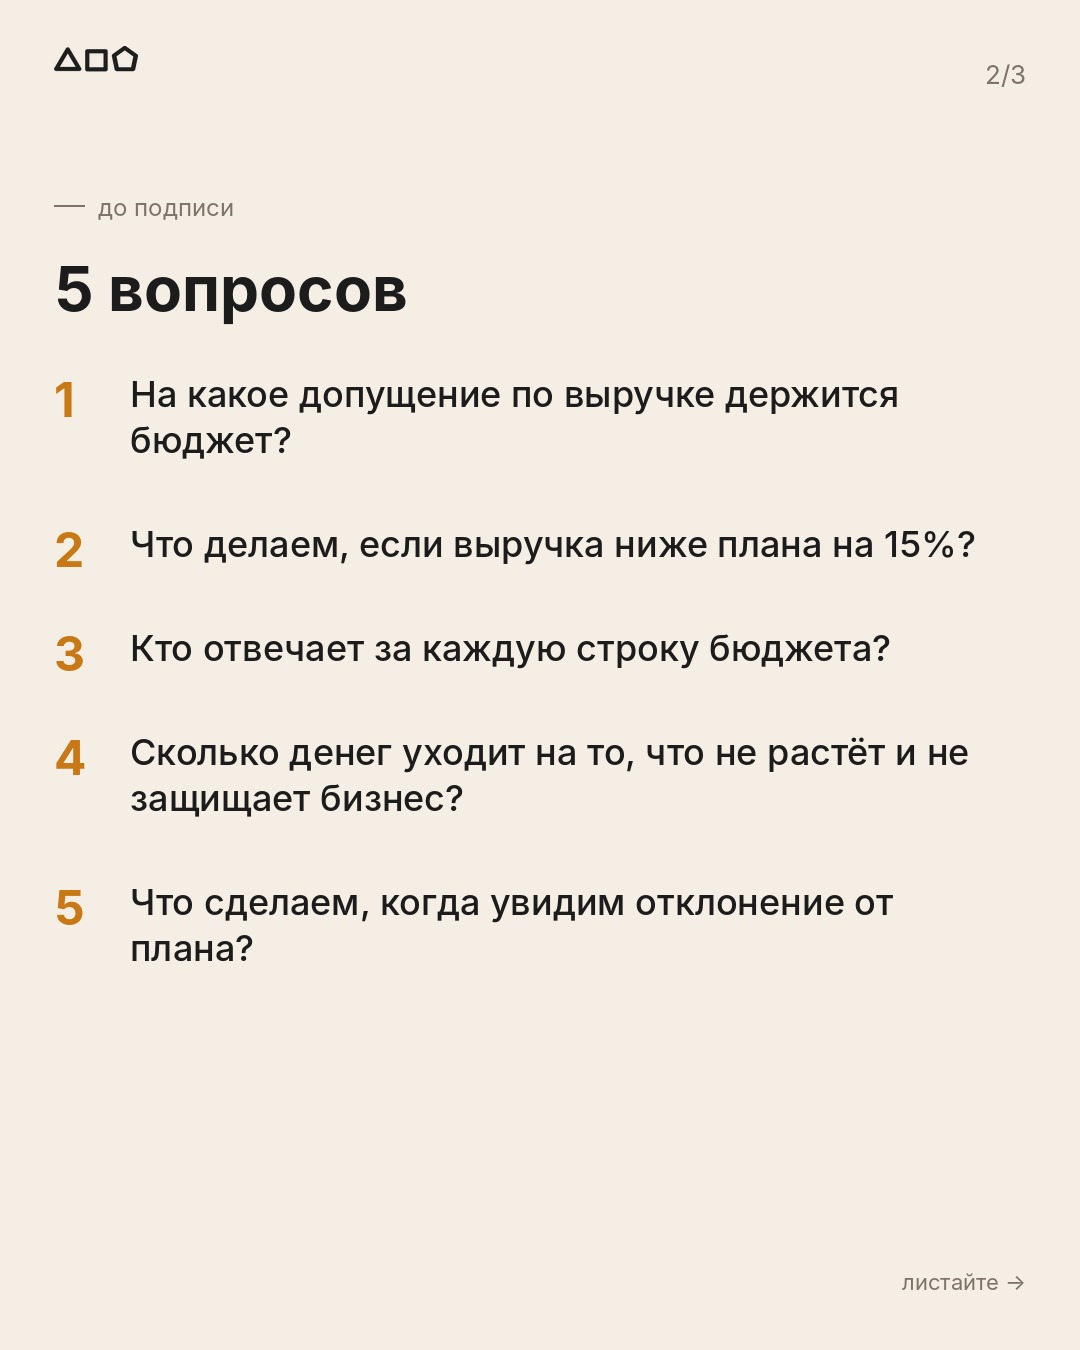 2/3
— до подписи
5 вопросов
1 На какое допущение по выручке держится
бюджет?
2 Что делаем, если выручка ниже плана на 15%?
3 Кто отвечает за каждую строку бюджета?
4 Сколько денег уходит на то, что не растёт и не
защищает бизнес?
5 Что сделаем, когда увидим отклонение от
плана?
листайте →